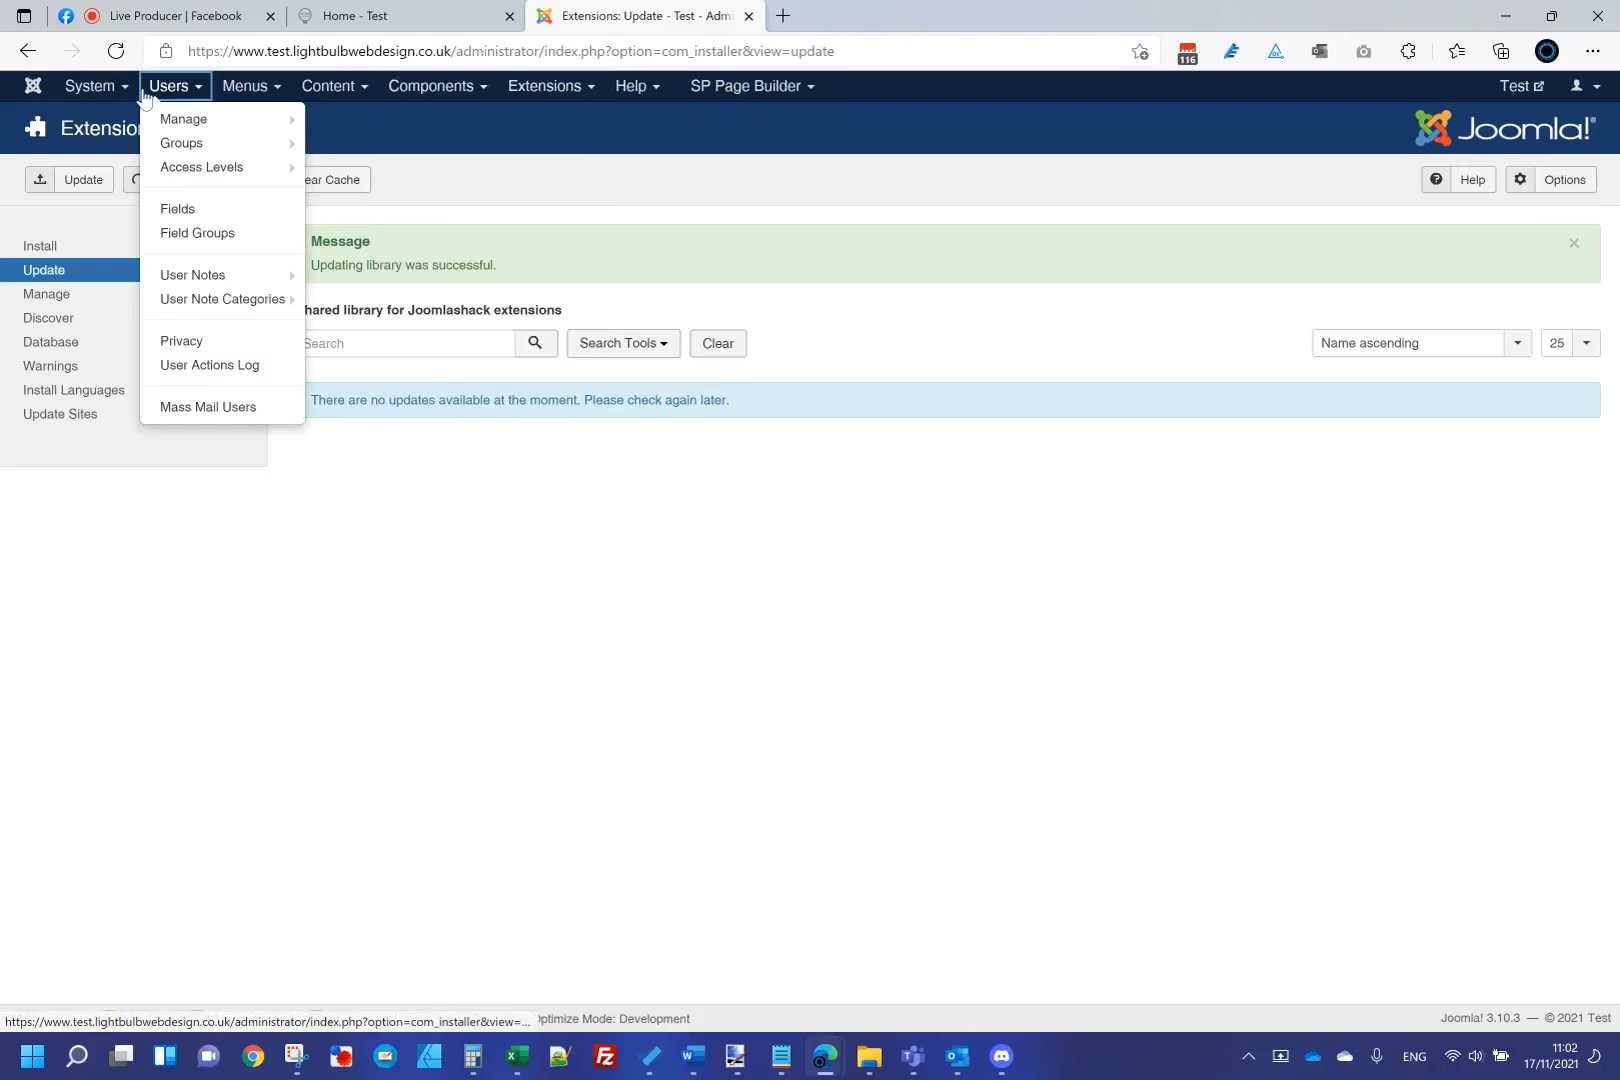 Live Producer | Facebook
Home - Test
Extensions: Update - Test - Admi
https://www.test.lightbulbwebdesign.co.uk/administrator/index.php?option=com_installer&view=update
116
System
Users
Menus
Content
Components
Extensions
Help
SP Page Builder
Test
Manage
Groups
Access Levels
Fields
Field Groups
User Notes
User Note Categories
Privacy
User Actions Log
Mass Mail Users
Joomla!®
Update
Cache
Help
Options
Install
Update
Manage
Discover
Database
Warnings
Install Languages
Update Sites
Message
Updating library was successful.
hared library for Joomlashack extensions
Search
Search Tools
Clear
Name ascending
25
There are no updates available at the moment. Please check again later.
https://www.test.lightbulbwebdesign.co.uk/administrator/index.php?option=com_installer&view=...
Optimize Mode: Development
Joomla! 3.10.3 — © 2021 Test
ENG
11:02
17/11/2021